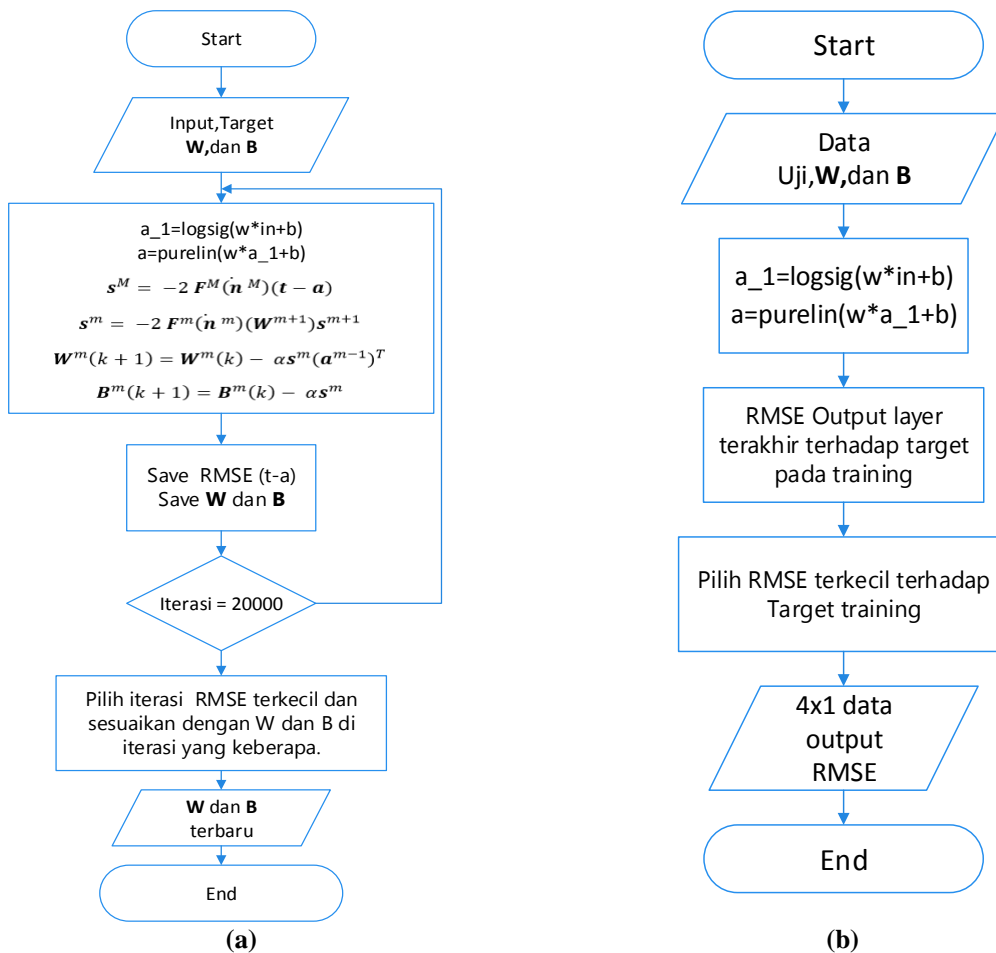 Start
Input,Target
W,dan B
a_1=logsig(w*in+b)
a=purelin(w*a_1+b)
s^M = −2 Ḟ^M(n^M)(t − a)
s^m = −2 Ḟ^m(n^m)(W^{m+1})s^{m+1}
W^m(k + 1) = W^m(k) − αs^m(a^{m−1})^T
B^m(k + 1) = B^m(k) − αs^m
Save RMSE (t-a)
Save W dan B
Iterasi = 20000
Pilih iterasi RMSE terkecil dan
sesuaikan dengan W dan B di
iterasi yang keberapa.
W dan B
terbaru
End
(a)
Start
Data
Uji,W,dan B
a_1=logsig(w*in+b)
a=purelin(w*a_1+b)
RMSE Output layer
terakhir terhadap target
pada training
Pilih RMSE terkecil terhadap
Target training
4x1 data
output
RMSE
End
(b)